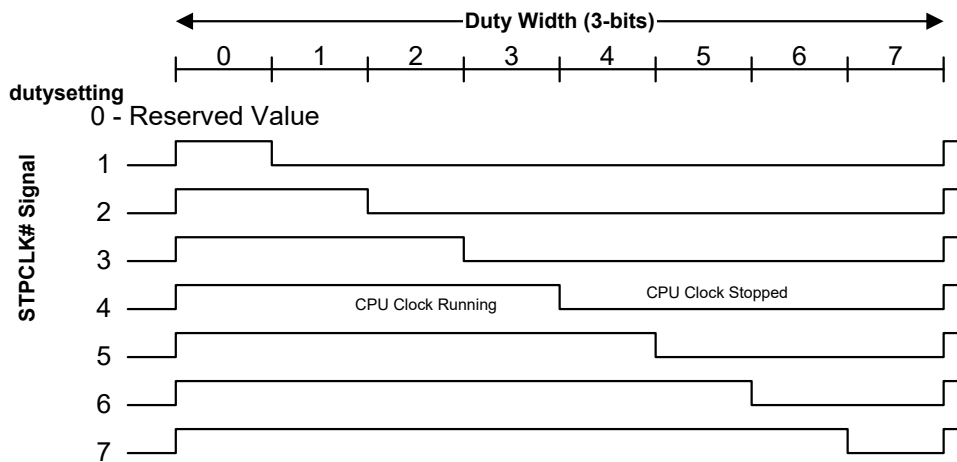 Duty Width (3-bits)
0 1 2 3 4 5 6 7
dutysetting
0 - Reserved Value
STPCLK# Signal
1
2
3
4 CPU Clock Running CPU Clock Stopped
5
6
7